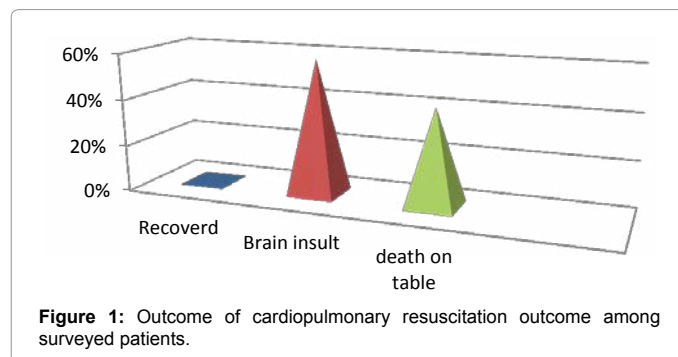 60%
40%
20%
0%
Recoverd
Brain insult
death on
table
Figure 1: Outcome of cardiopulmonary resuscitation outcome among
surveyed patients.